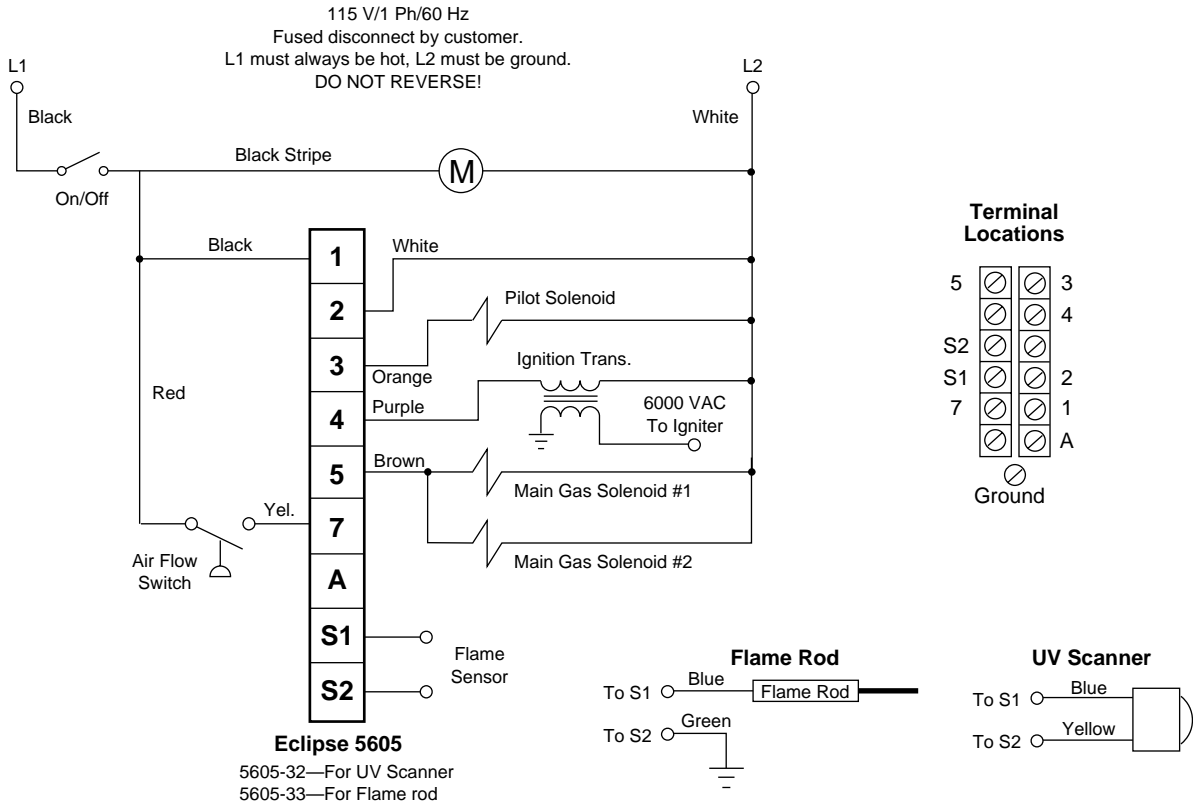 115 V/1 Ph/60 Hz
Fused disconnect by customer.
L1 must always be hot, L2 must be ground.
DO NOT REVERSE!
L1
L2
Black
White
Black Stripe
M
On/Off
Black
1
White
2
Pilot Solenoid
3
Orange
Ignition Trans.
Red
Purple
4
6000 VAC
To Igniter
Brown
5
Main Gas Solenoid #1
Yel.
7
Air Flow
Switch
Main Gas Solenoid #2
A
S1
Flame
Sensor
S2
Eclipse 5605
5605-32—For UV Scanner
5605-33—For Flame rod
Terminal
Locations
5
3
4
S2
S1
2
7
1
A
Ground
Flame Rod
To S1
Blue
Flame Rod
To S2
Green
UV Scanner
To S1
Blue
To S2
Yellow